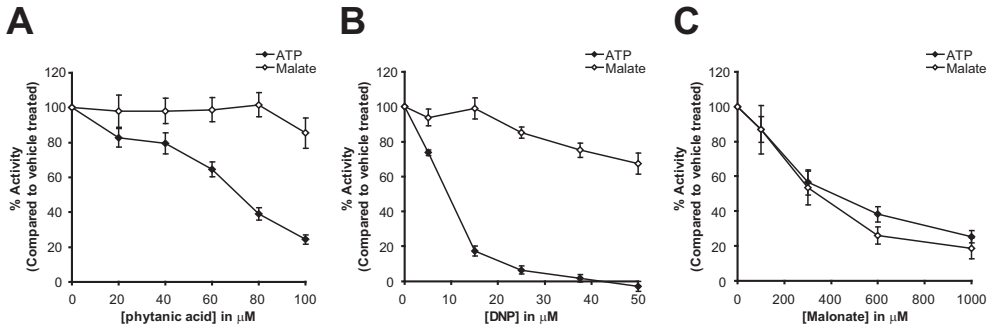 A
ATP
Malate
120
100
80
60
40
20
0
% Activity
(Compared to vehicle treated)
0 20 40 60 80 100
[phytanic acid] in μM
B
ATP
Malate
120
100
80
60
40
20
0
% Activity
(Compared to vehicle treated)
0 10 20 30 40 50
[DNP] in μM
C
ATP
Malate
120
100
80
60
40
20
0
% Activity
(Compared to vehicle treated)
0 200 400 600 800 1000
[Malonate] in μM